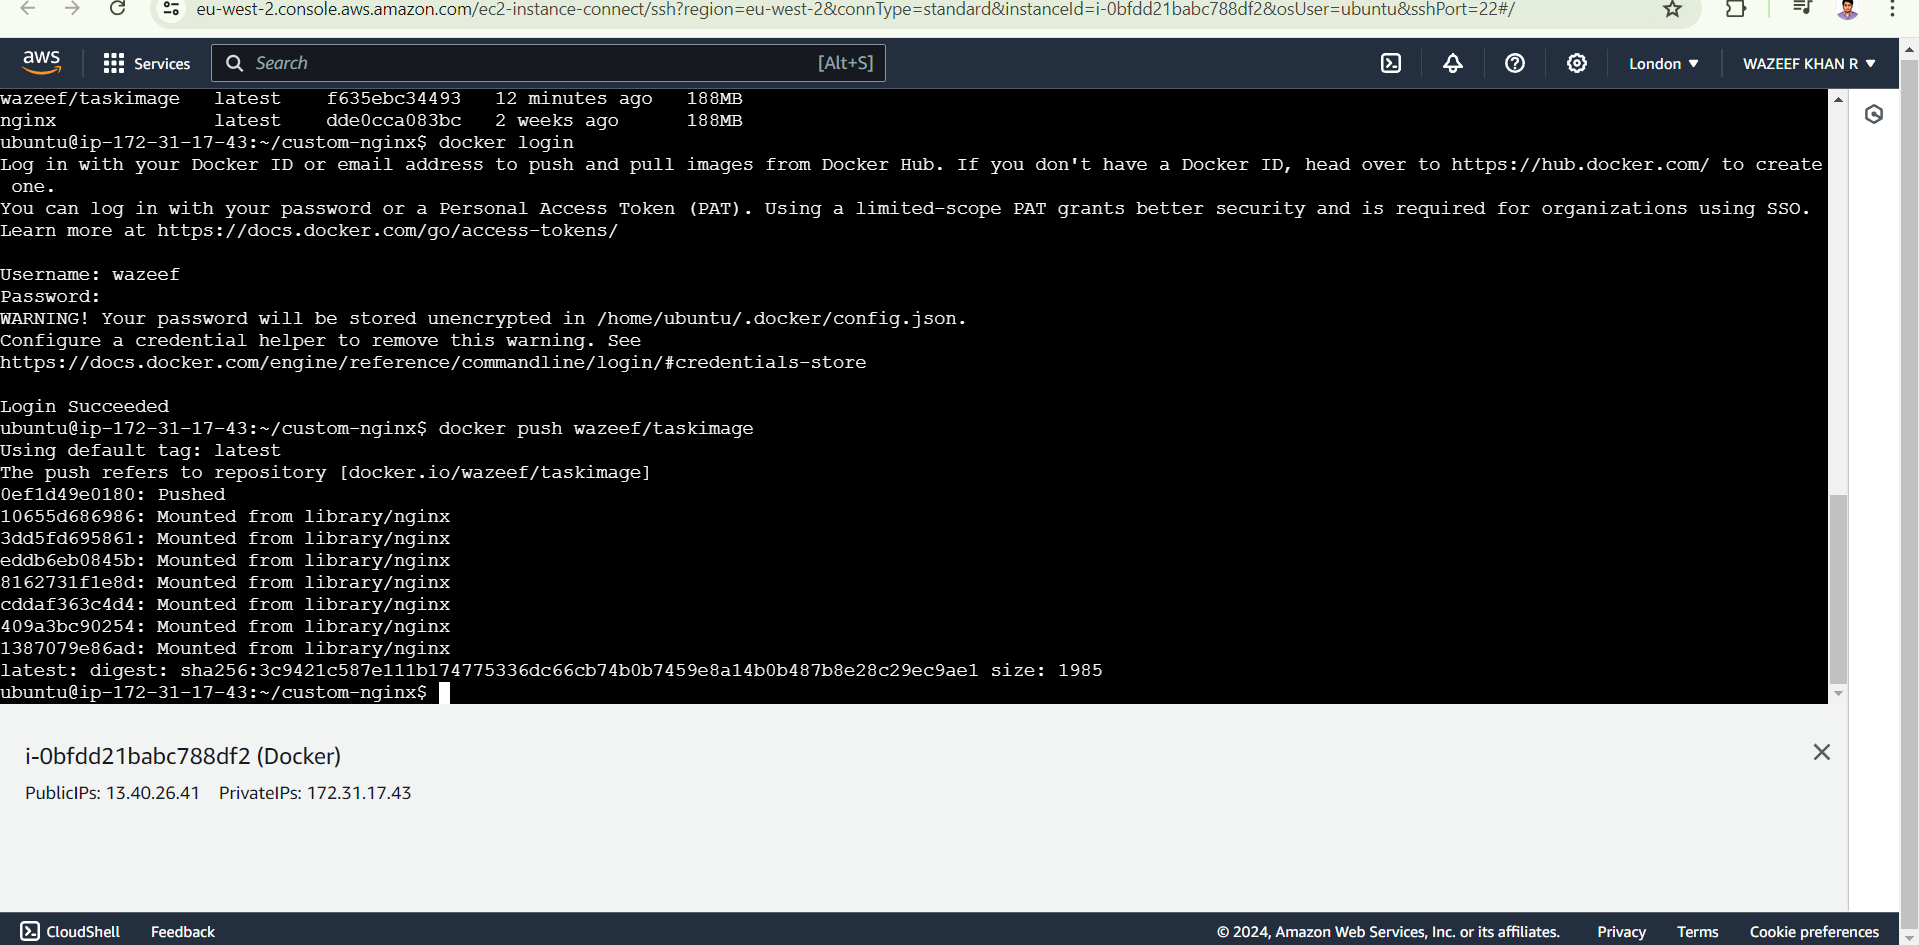 eu-west-2.console.aws.amazon.com/ec2-instance-connect/ssh?region=eu-west-2&connType=standard&instanceId=i-0bfdd21babc788df2&osUser=ubuntu&sshPort=22#/
aws Services Search [Alt+S] London WAZEEF KHAN R
wazeef/taskimage latest f635ebc34493 12 minutes ago 188MB
nginx latest dde0cca083bc 2 weeks ago 188MB
ubuntu@ip-172-31-17-43:~/custom-nginx$ docker login
Log in with your Docker ID or email address to push and pull images from Docker Hub. If you don't have a Docker ID, head over to https://hub.docker.com/ to create
one.
You can log in with your password or a Personal Access Token (PAT). Using a limited-scope PAT grants better security and is required for organizations using SSO.
Learn more at https://docs.docker.com/go/access-tokens/
Username: wazeef
Password:
WARNING! Your password will be stored unencrypted in /home/ubuntu/.docker/config.json.
Configure a credential helper to remove this warning. See
https://docs.docker.com/engine/reference/commandline/login/#credentials-store
Login Succeeded
ubuntu@ip-172-31-17-43:~/custom-nginx$ docker push wazeef/taskimage
Using default tag: latest
The push refers to repository [docker.io/wazeef/taskimage]
0ef1d49e0180: Pushed
10655d686986: Mounted from library/nginx
3dd5fd695861: Mounted from library/nginx
eddb6eb0845b: Mounted from library/nginx
8162731f1e8d: Mounted from library/nginx
cddaf363c4d4: Mounted from library/nginx
409a3bc90254: Mounted from library/nginx
1387079e86ad: Mounted from library/nginx
latest: digest: sha256:3c9421c587e111b174775336dc66cb74b0b7459e8a14b0b487b8e28c29ec9ae1 size: 1985
ubuntu@ip-172-31-17-43:~/custom-nginx$
i-0bfdd21babc788df2 (Docker)
PublicIPs: 13.40.26.41 PrivateIPs: 172.31.17.43
CloudShell Feedback © 2024, Amazon Web Services, Inc. or its affiliates. Privacy Terms Cookie preferences